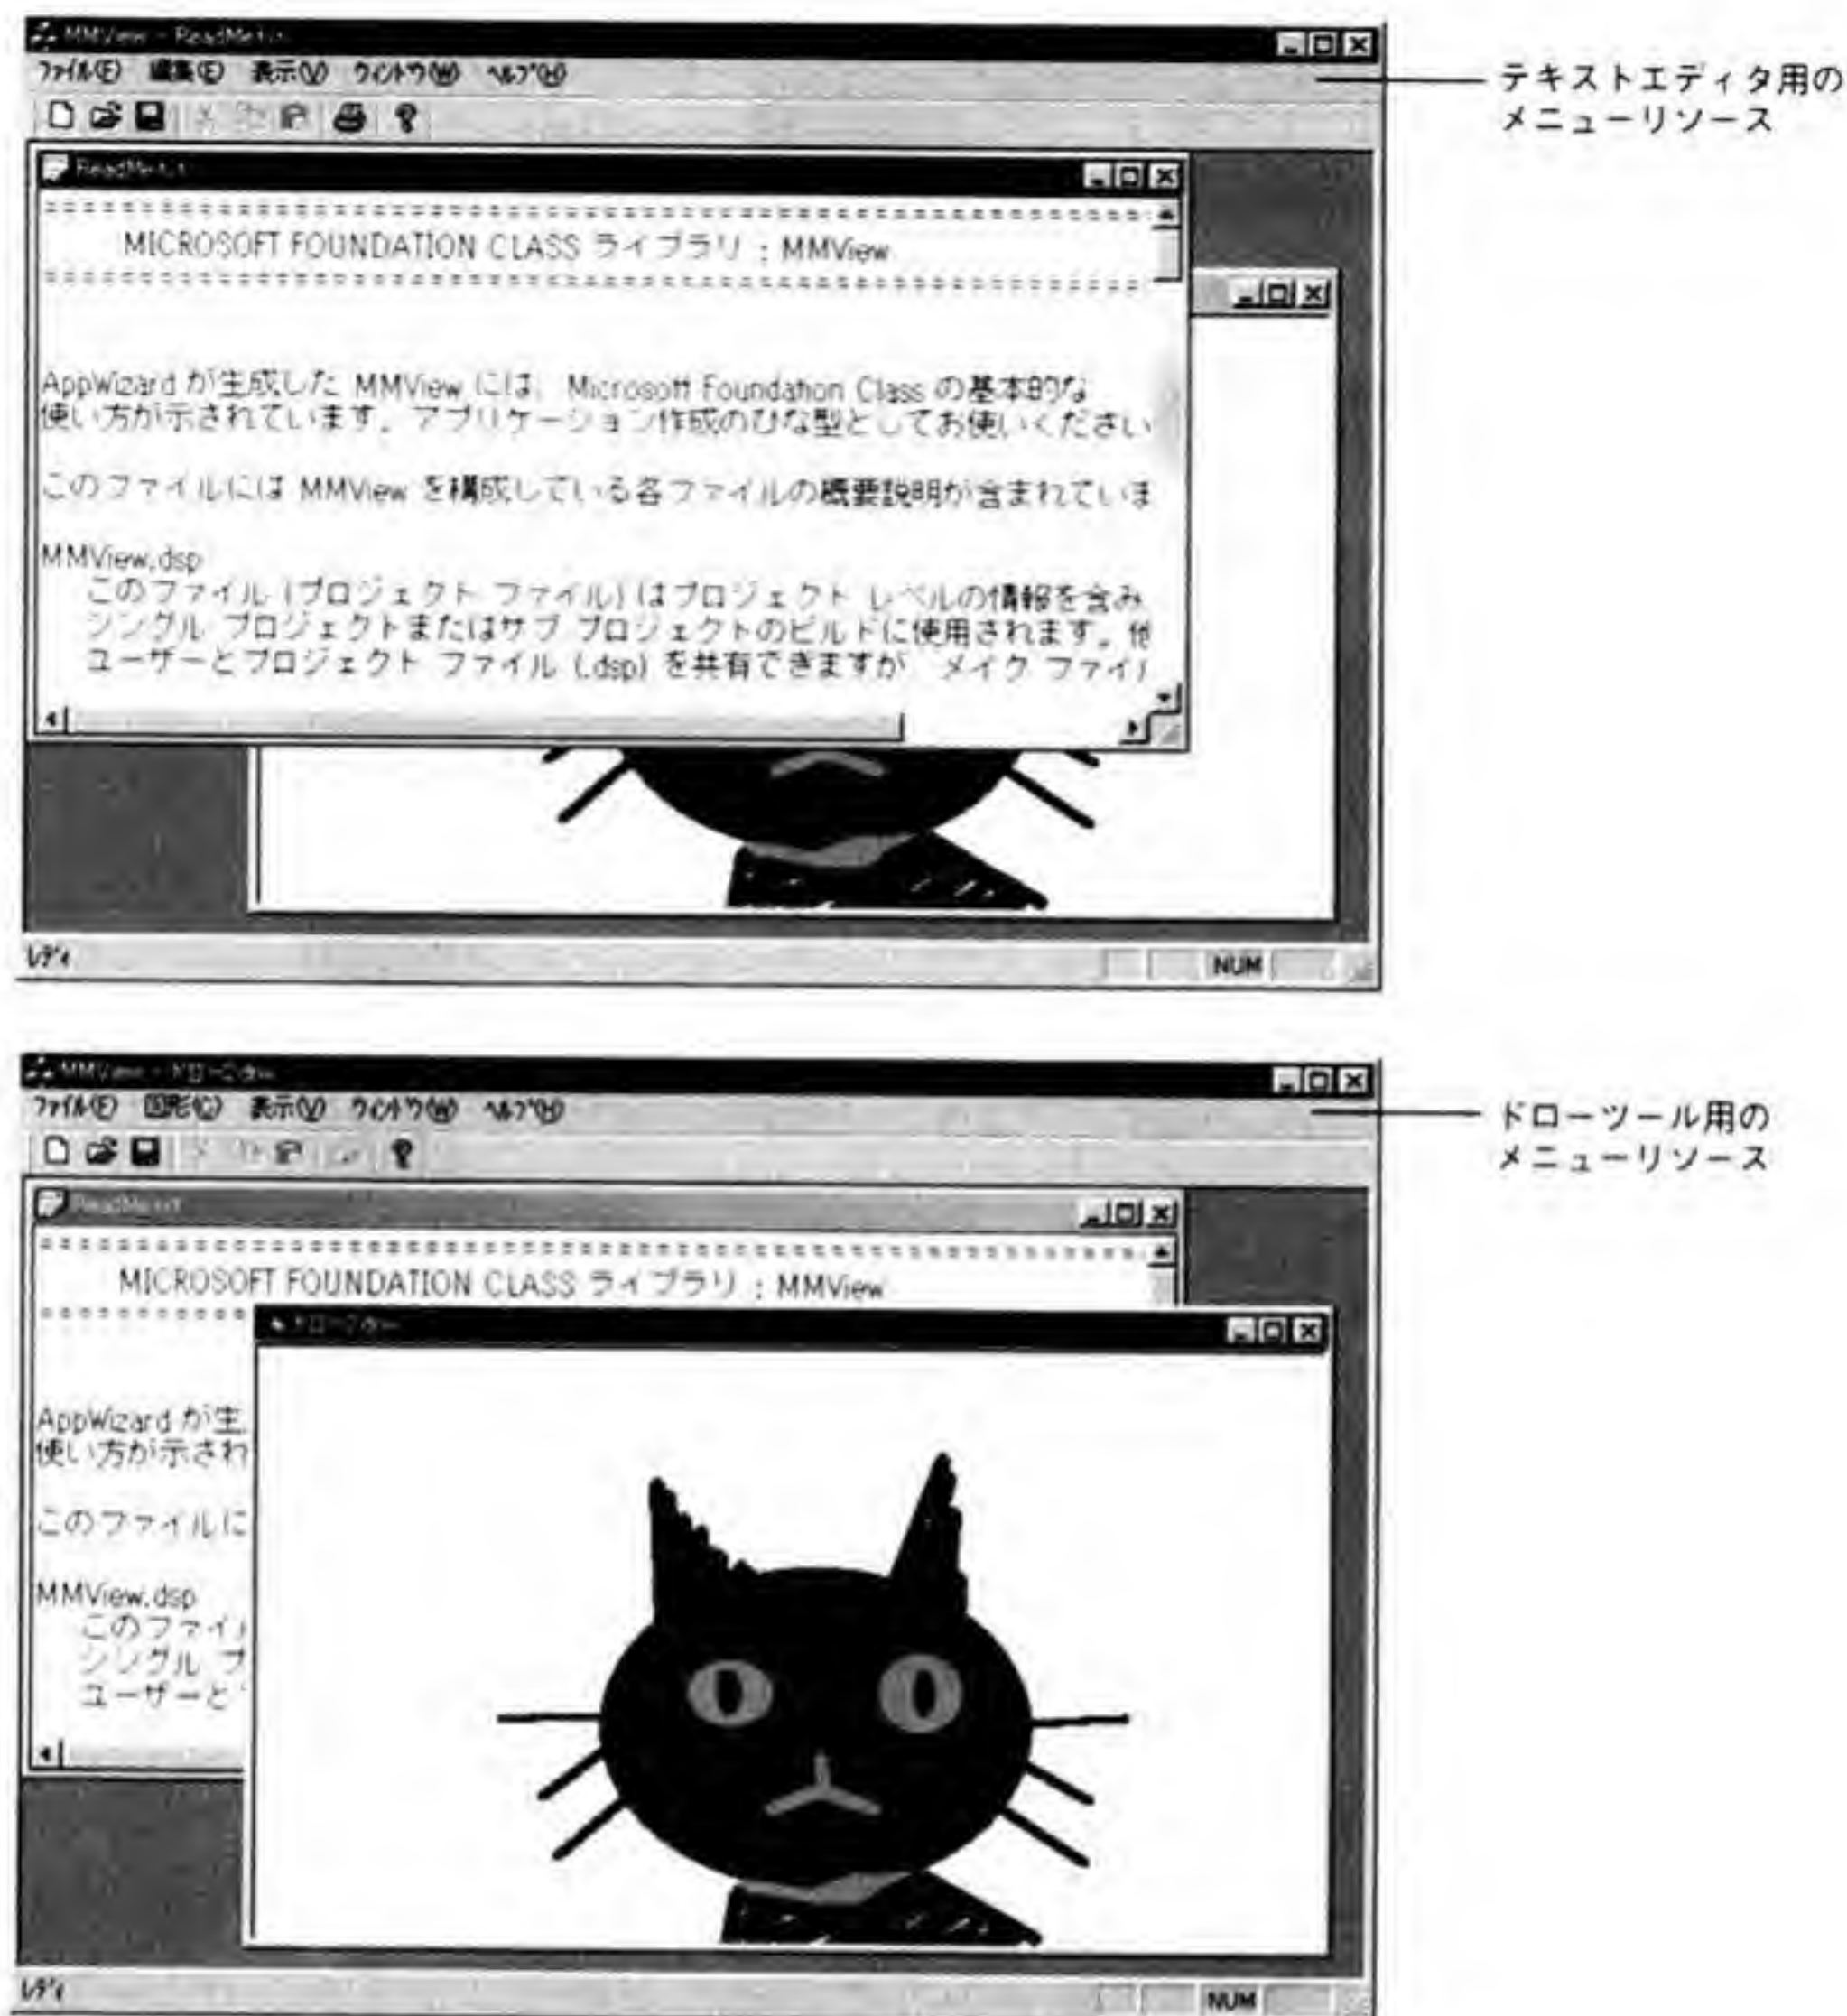 MMView - ReadMe.txt
ファイル(F) 編集(E) 表示(V) ウィンドウ(W) ヘルプ(H)
テキストエディタ用の
メニューリソース
ReadMe.txt
MICROSOFT FOUNDATION CLASS ライブラリ : MMView
AppWizard が生成した MMView には、Microsoft Foundation Class の基本的な
使い方が示されています。アプリケーション作成のひな型としてお使いください
このファイルには MMView を構成している各ファイルの概要説明が含まれていま
MMView.dsp
このファイル (プロジェクト ファイル) はプロジェクト レベルの情報を含み
シングル プロジェクトまたはサブ プロジェクトのビルドに使用されます。他
ユーザーとプロジェクト ファイル (.dsp) を共有できますが メイク ファイル
レディ
NUM
MMView -
ファイル(F) 図形(C) 表示(V) ウィンドウ(W) ヘルプ(H)
ドローツール用の
メニューリソース
ReadMe.txt
MICROSOFT FOUNDATION CLASS ライブラリ : MMView
AppWizard が生
使い方が示され
このファイルに
MMView.dsp
このファイル
シングル プ
ユーザーと
レディ
NUM